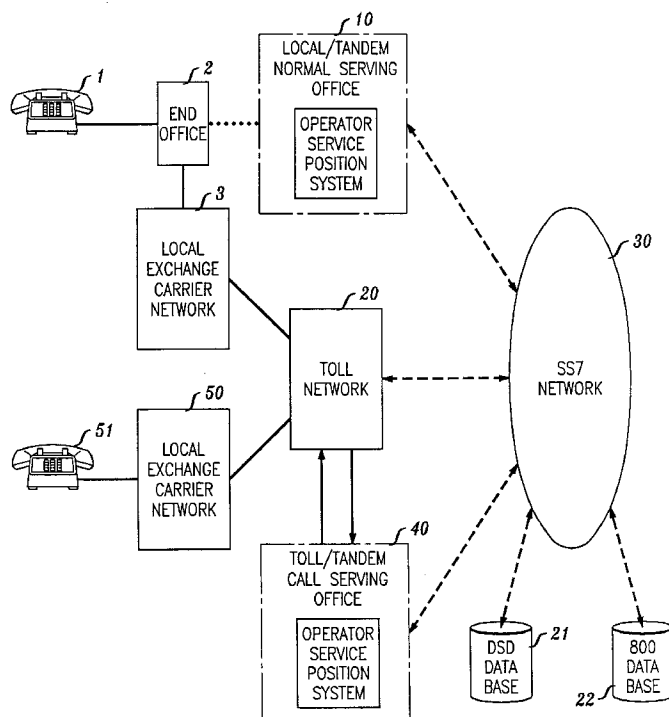 10
LOCAL/TANDEM
NORMAL SERVING
OFFICE
OPERATOR
SERVICE
POSITION
SYSTEM
1
2
END
OFFICE
3
LOCAL
EXCHANGE
CARRIER
NETWORK
20
TOLL
NETWORK
30
SS7
NETWORK
50
LOCAL
EXCHANGE
CARRIER
NETWORK
51
40
TOLL/TANDEM
CALL SERVING
OFFICE
OPERATOR
SERVICE
POSITION
SYSTEM
DSD
DATA
BASE
21
800
DATA
BASE
22